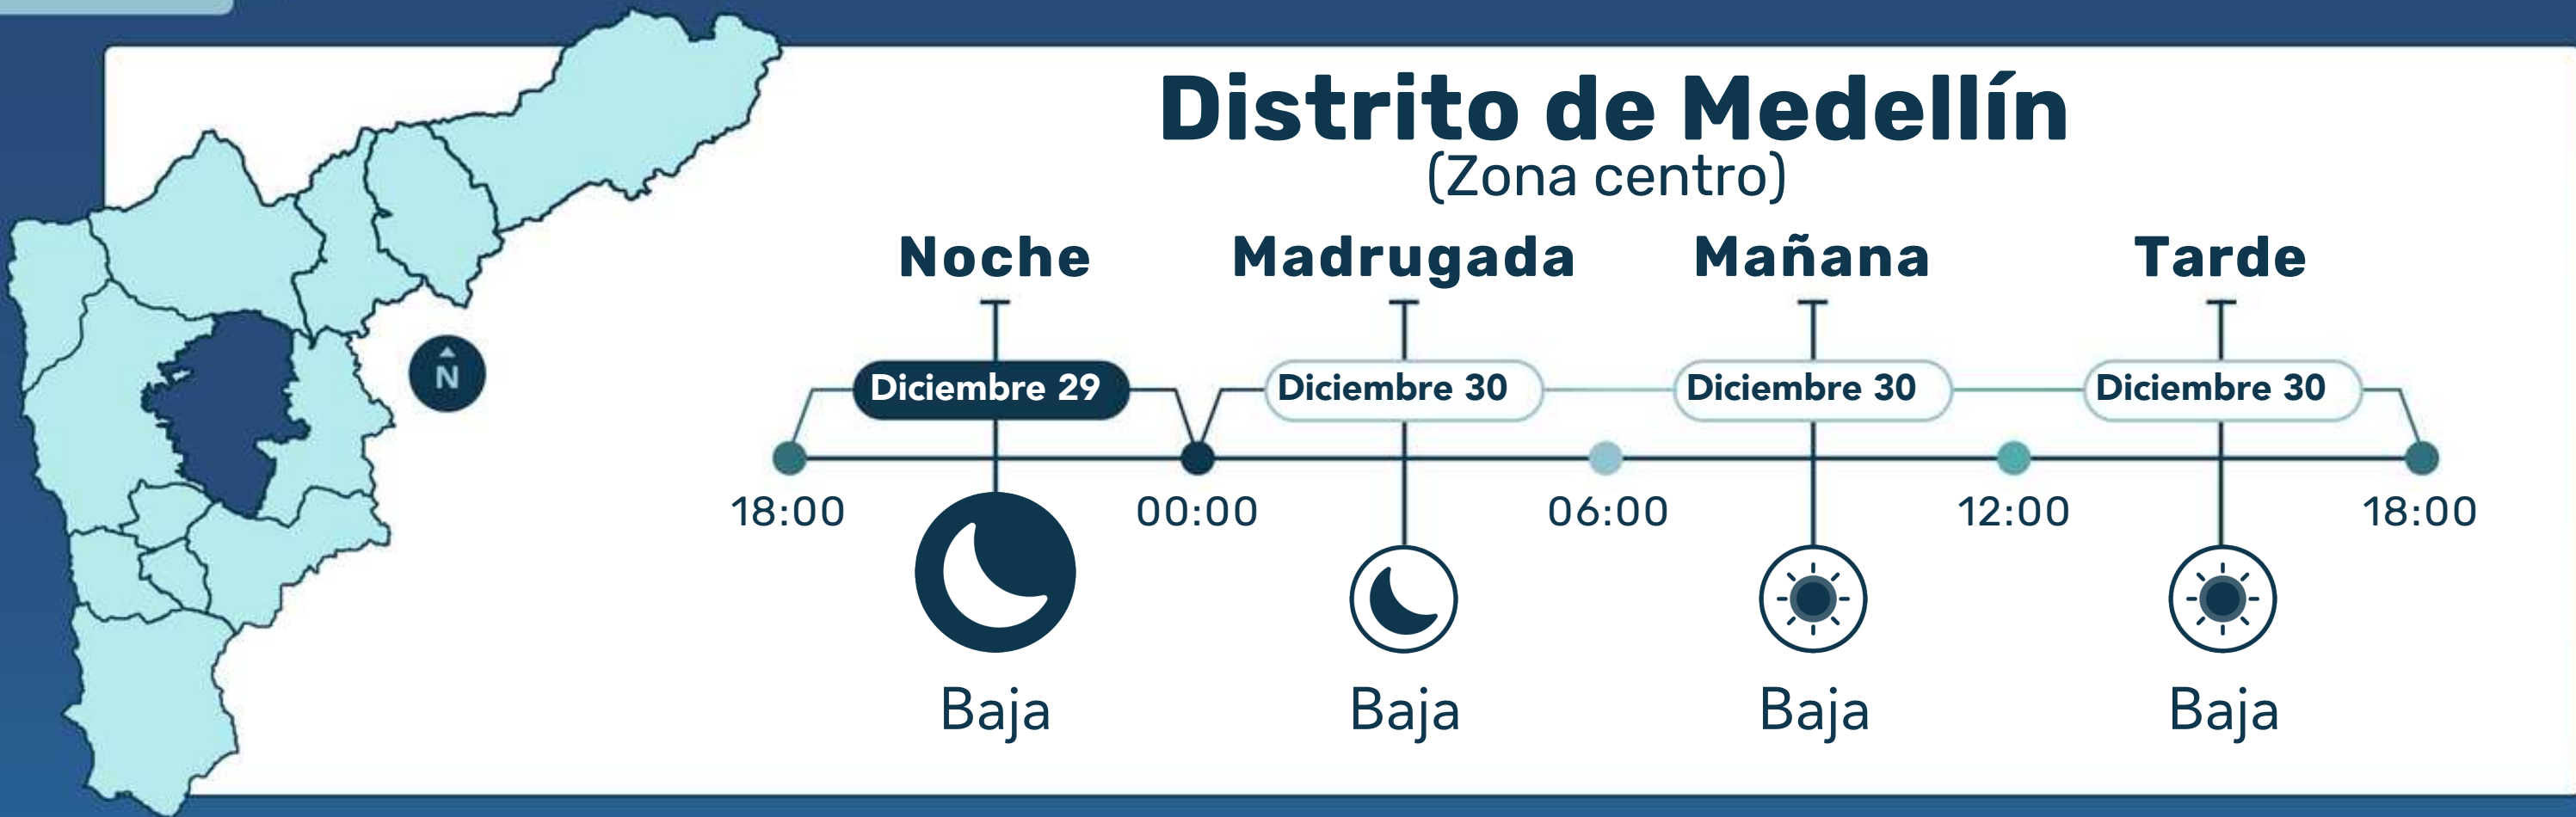 Distrito de Medellín
(Zona centro)
Noche Madrugada Mañana Tarde
Diciembre 29 Diciembre 30 Diciembre 30 Diciembre 30
N
18:00 00:00 06:00 12:00 18:00
Baja Baja Baja Baja